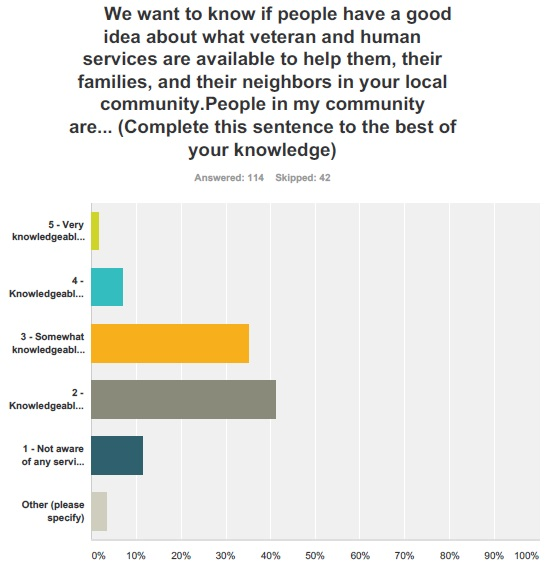 We want to know if people have a good
idea about what veteran and human
services are available to help them, their
families, and their neighbors in your local
community.People in my community
are... (Complete this sentence to the best of
your knowledge)
Answered: 114 Skipped: 42
5 - Very
knowledgeabl...
4 -
Knowledgeabl...
3 - Somewhat
knowledgeabl...
2 -
Knowledgeabl...
1 - Not aware
of any servi...
Other (please
specify)
0% 10% 20% 30% 40% 50% 60% 70% 80% 90% 100%